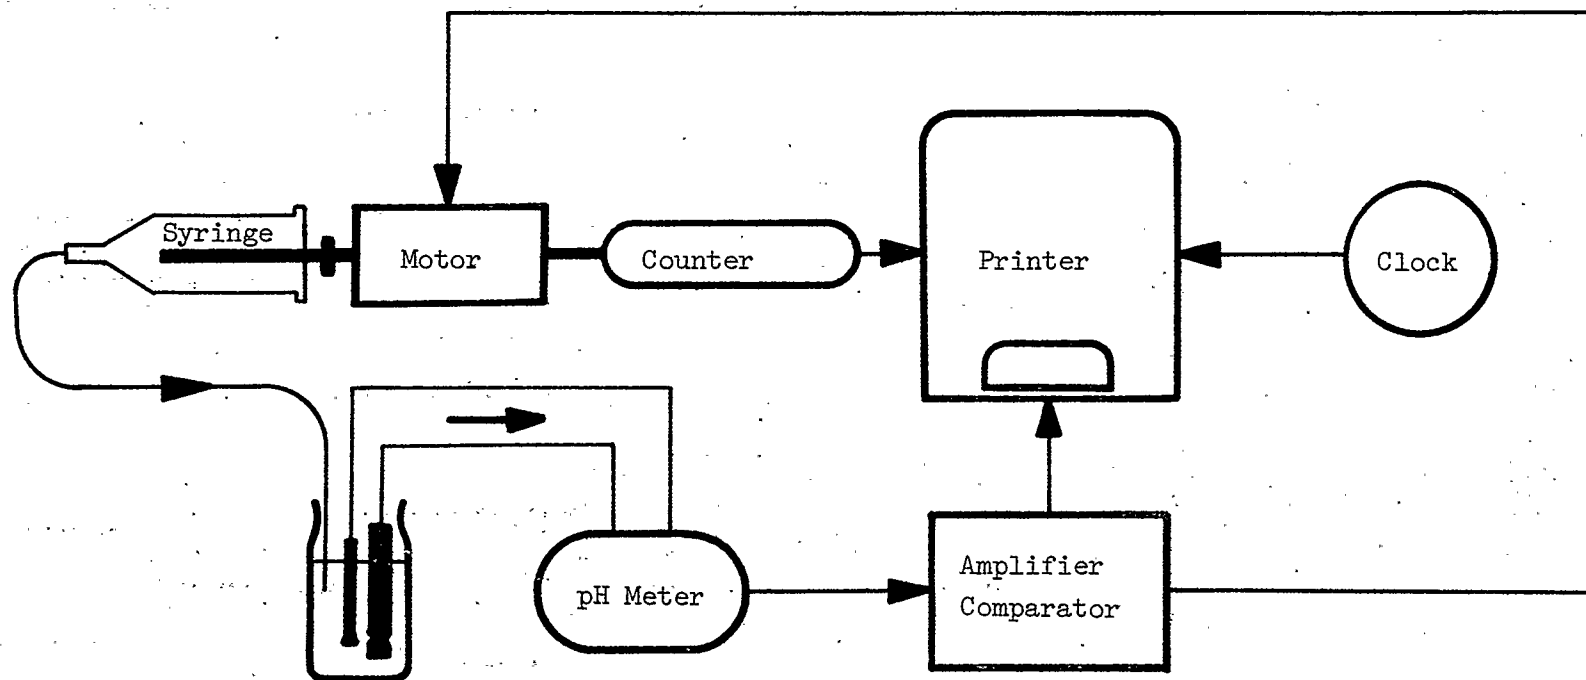 Syringe
Motor
Counter
Printer
Clock
pH Meter
Amplifier
Comparator